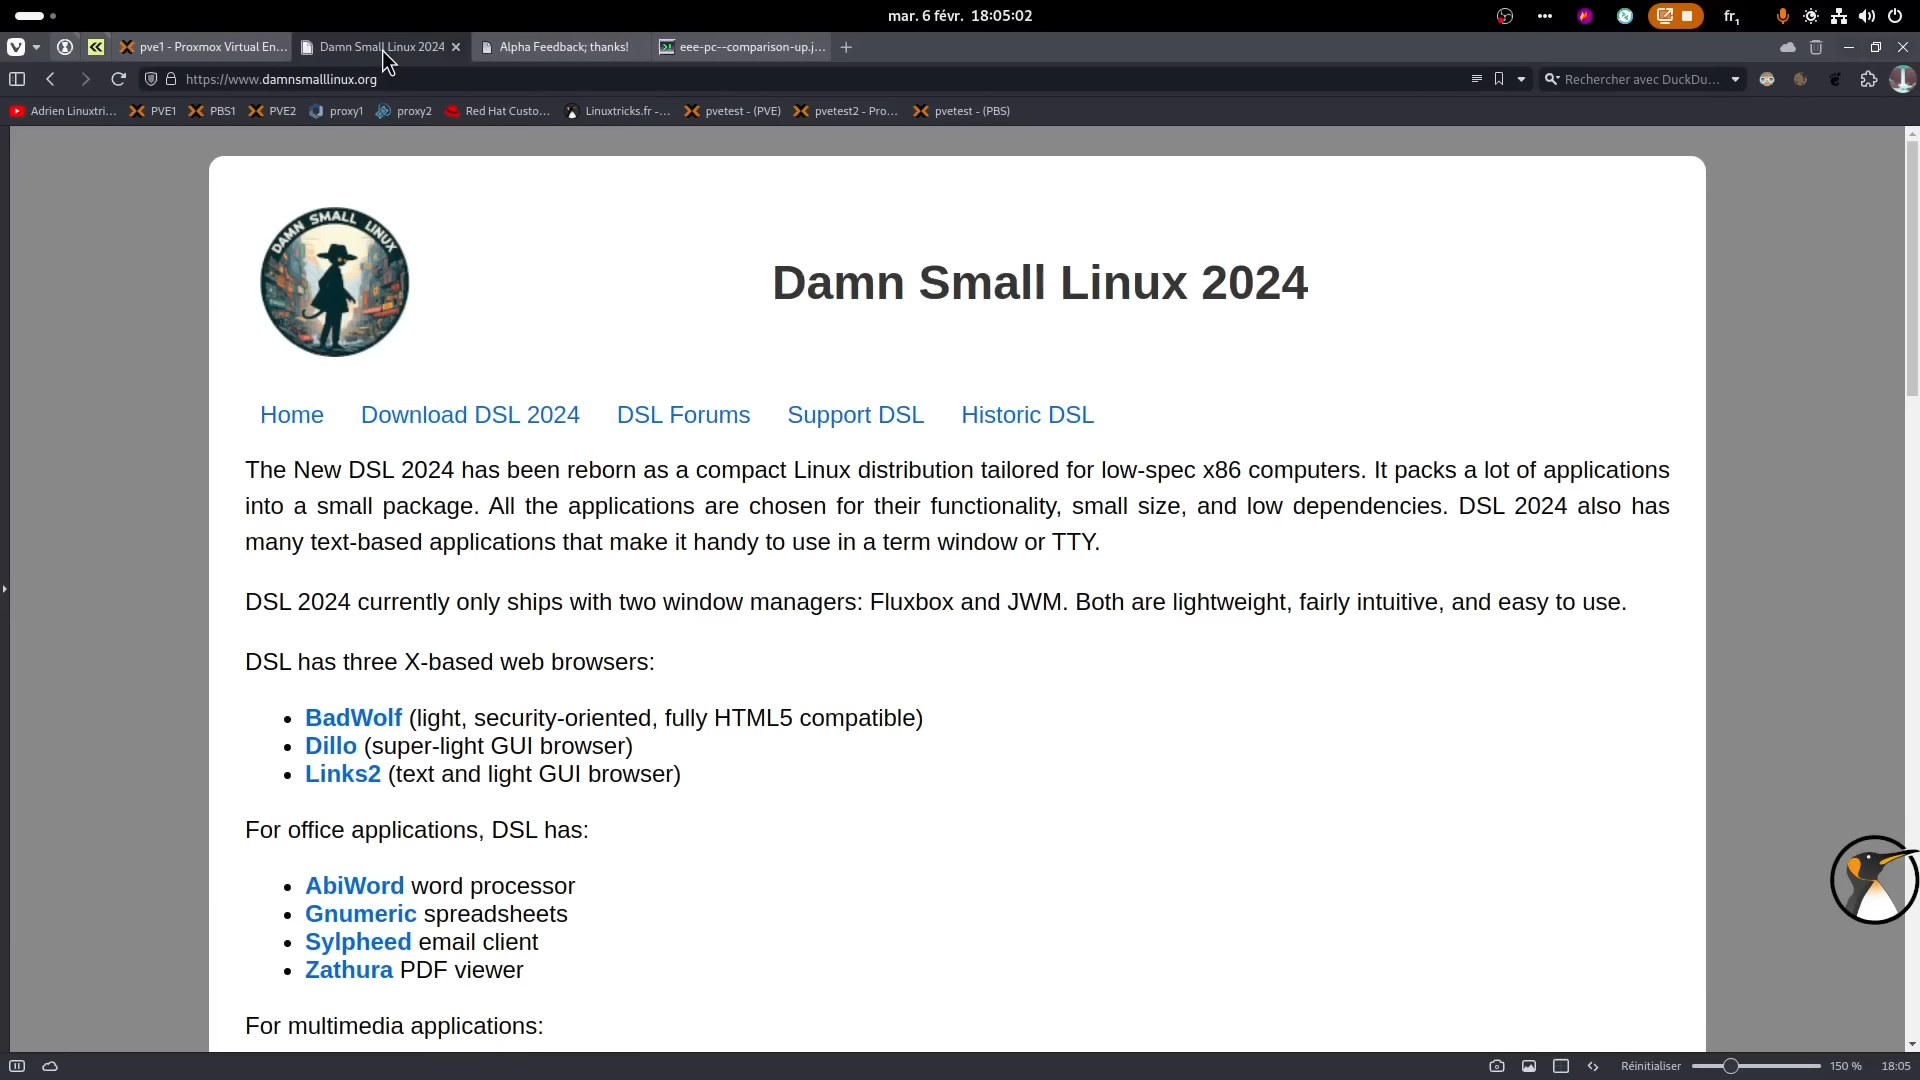 mar. 6 févr. 18:05:02
fr₁
pve1 - Proxmox Virtual En...
Damn Small Linux 2024
Alpha Feedback; thanks!
eee-pc--comparison-up.j...
https://www.damnsmalllinux.org
Rechercher avec DuckDu...
Adrien Linuxtri...
PVE1
PBS1
PVE2
proxy1
proxy2
Red Hat Custo...
Linuxtricks.fr -...
pvetest - (PVE)
pvetest2 - Pro...
pvetest - (PBS)
DAMN SMALL LINUX
Damn Small Linux 2024
Home
Download DSL 2024
DSL Forums
Support DSL
Historic DSL
The New DSL 2024 has been reborn as a compact Linux distribution tailored for low-spec x86 computers. It packs a lot of applications
into a small package. All the applications are chosen for their functionality, small size, and low dependencies. DSL 2024 also has
many text-based applications that make it handy to use in a term window or TTY.
DSL 2024 currently only ships with two window managers: Fluxbox and JWM. Both are lightweight, fairly intuitive, and easy to use.
DSL has three X-based web browsers:
• BadWolf (light, security-oriented, fully HTML5 compatible)
• Dillo (super-light GUI browser)
• Links2 (text and light GUI browser)
For office applications, DSL has:
• AbiWord word processor
• Gnumeric spreadsheets
• Sylpheed email client
• Zathura PDF viewer
For multimedia applications:
Réinitialiser
150 %
18:05